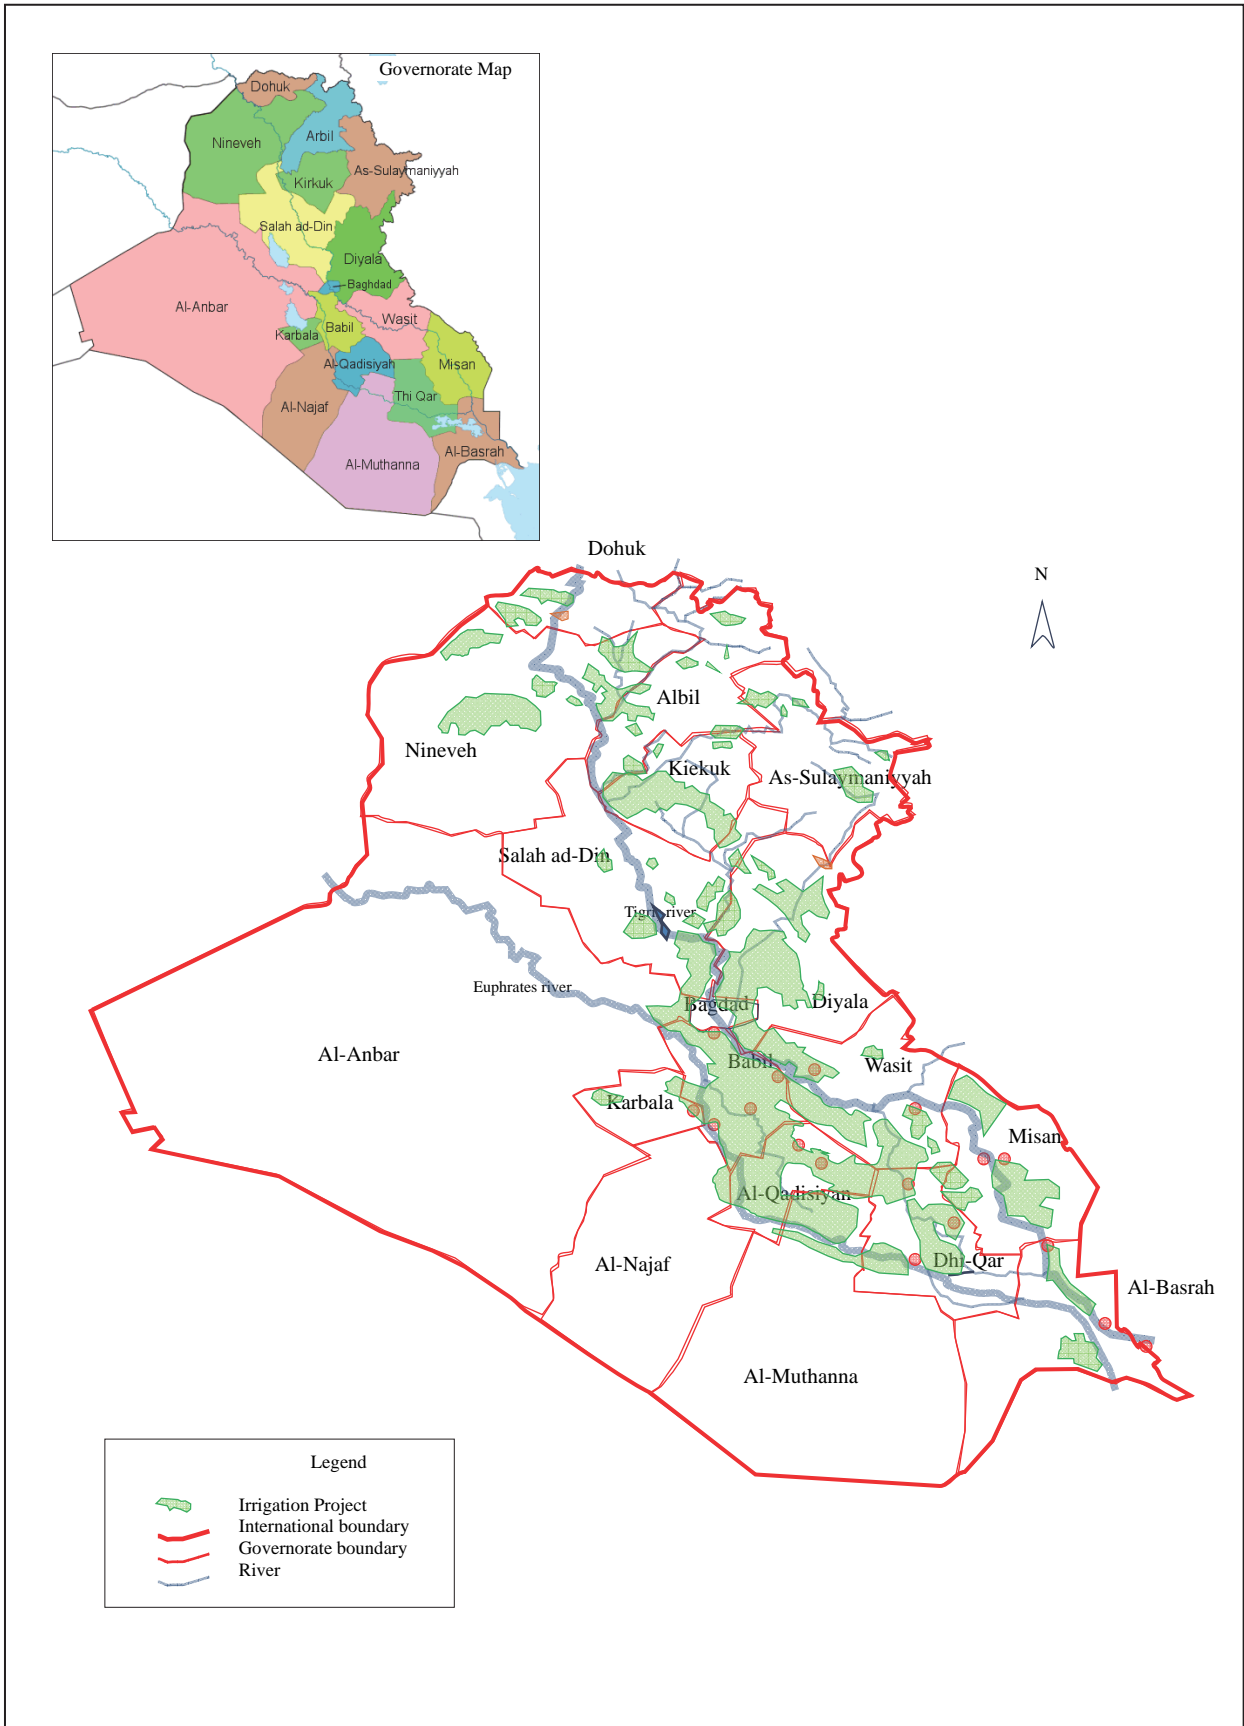 Governorate Map
Dohuk
Arbil
Nineveh
As-Sulaymaniyyah
Kirkuk
Salah ad-Din
Diyala
Baghdad
Al-Anbar
Wasit
Babil
Karbala
Al-Qadisiyah
Misan
Thi Qar
Al-Najaf
Al-Basrah
Al-Muthanna
Dohuk
N
Albil
Nineveh
Kiekuk
As-Sulaymaniyyah
Salah ad-Din
Tigris river
Euphrates river
Bagdad
Diyala
Al-Anbar
Babil
Wasit
Karbala
Misan
Al-Qadisiyan
Al-Najaf
Dhi-Qar
Al-Basrah
Al-Muthanna
Legend
Irrigation Project
International boundary
Governorate boundary
River